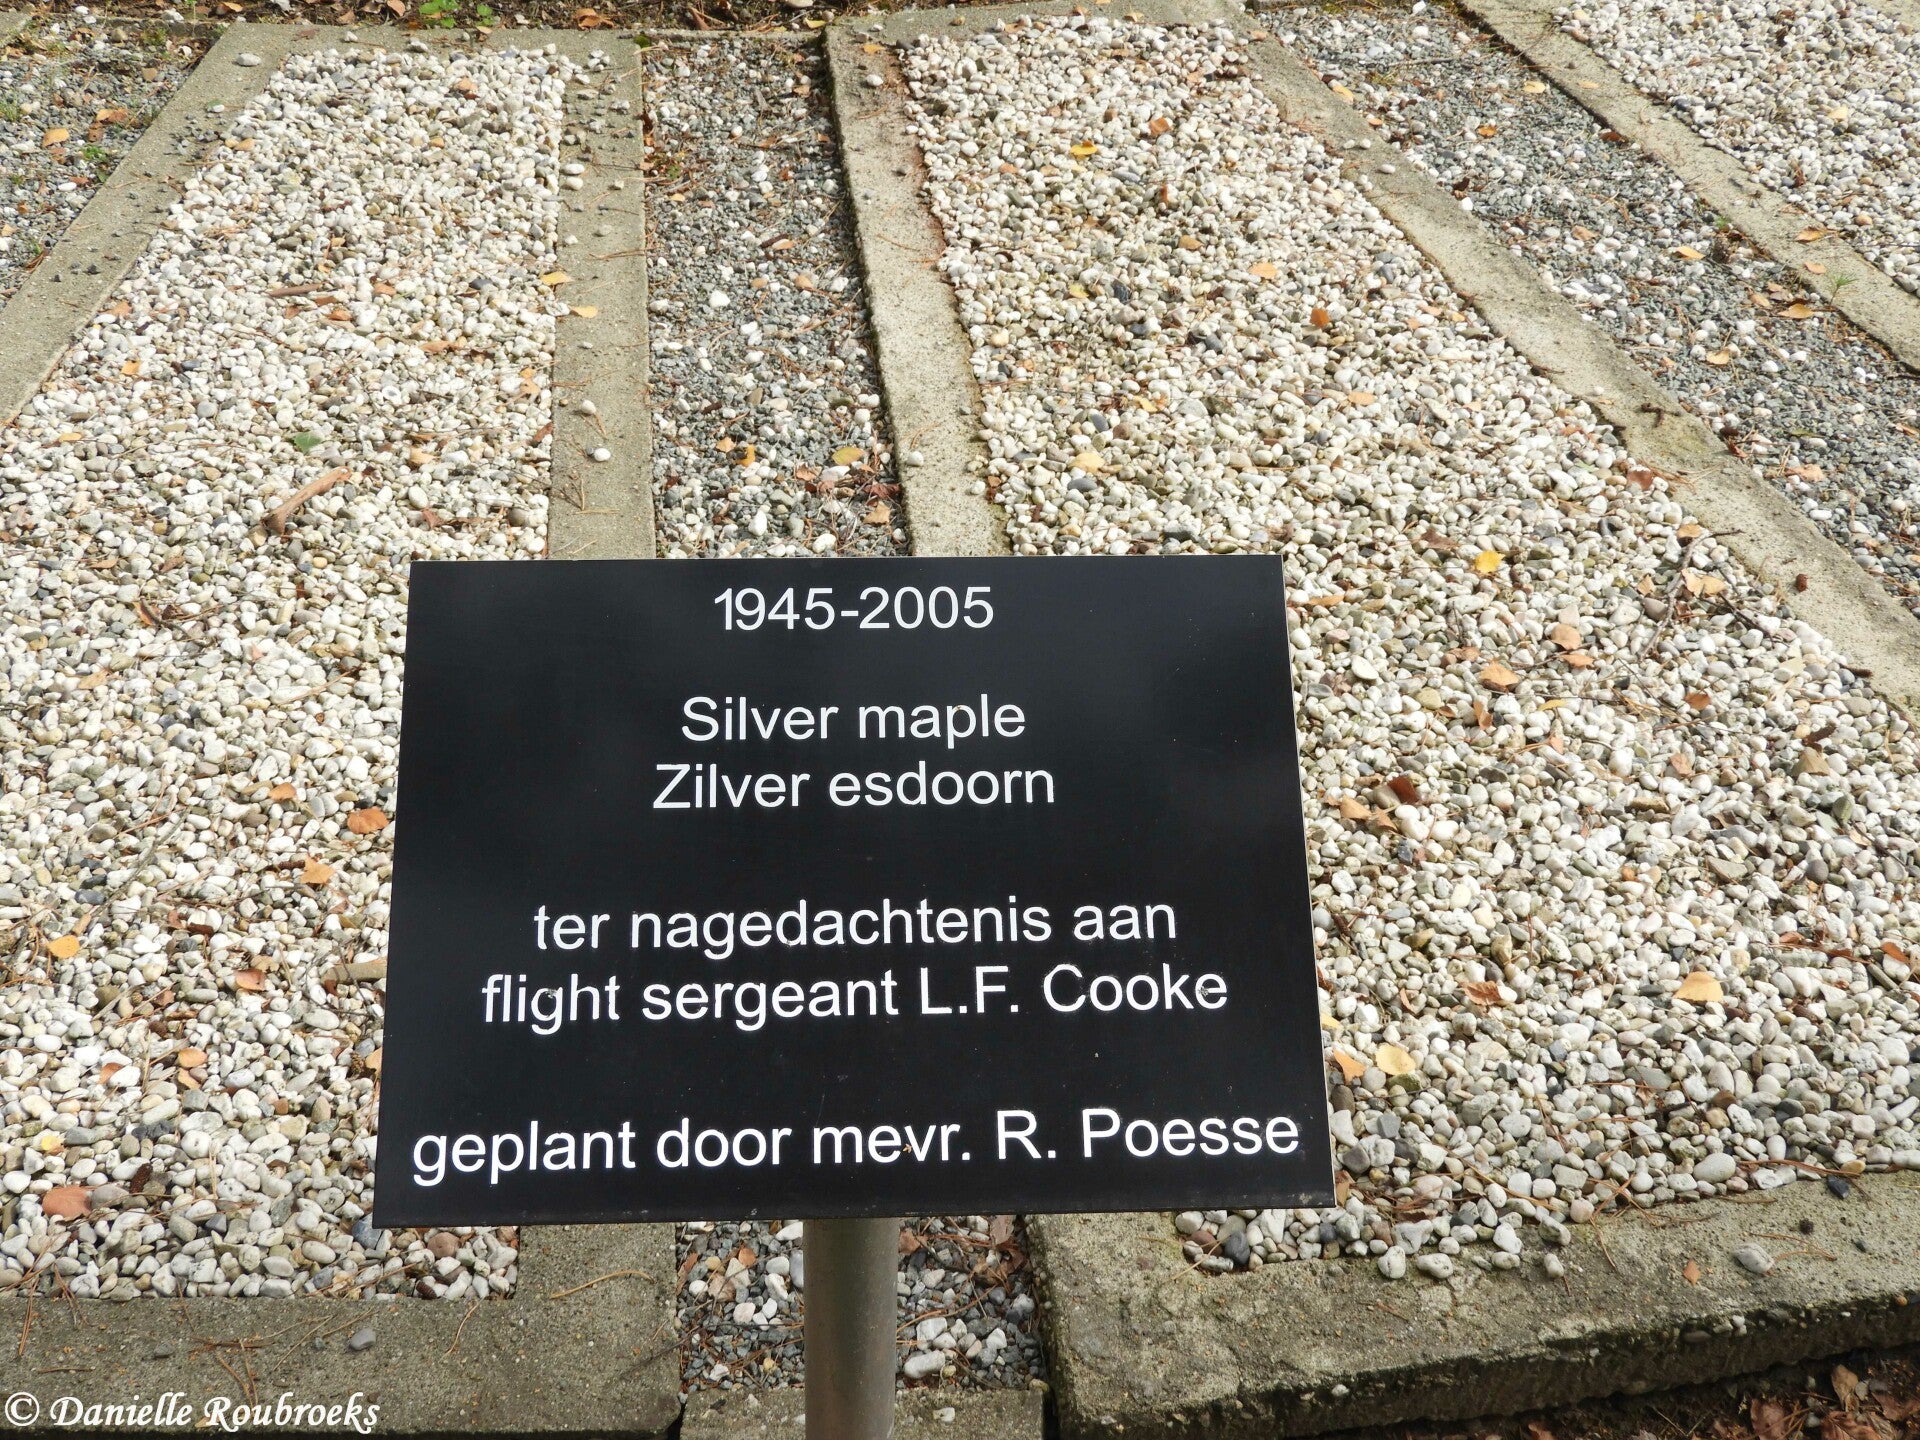 1945-2005
Silver maple
Zilver esdoorn
ter nagedachtenis aan
flight sergeant L.F. Cooke
geplant door mevr. R. Poesse
© Danielle Roubroeks